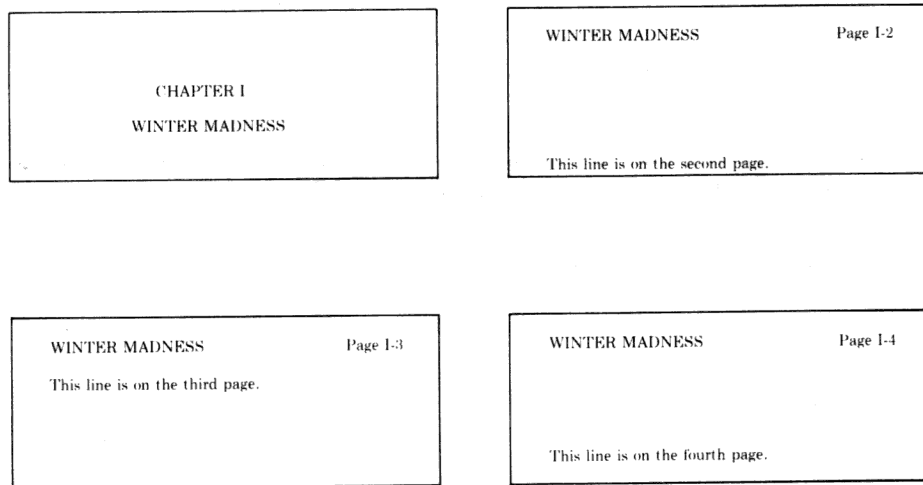 CHAPTER I
WINTER MADNESS
WINTER MADNESS Page I-2
This line is on the second page.
WINTER MADNESS Page I-3
This line is on the third page.
WINTER MADNESS Page I-4
This line is on the fourth page.